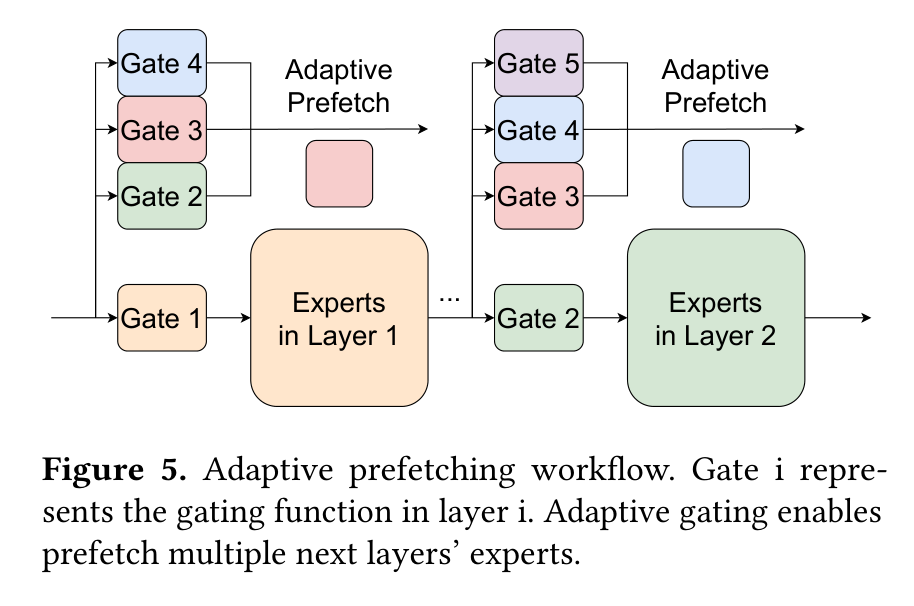 Gate 4
Gate 3
Gate 2
Gate 1
Adaptive
Prefetch
Experts
in Layer 1
...
Gate 5
Gate 4
Gate 3
Gate 2
Adaptive
Prefetch
Experts
in Layer 2
Figure 5. Adaptive prefetching workflow. Gate i repre-
sents the gating function in layer i. Adaptive gating enables
prefetch multiple next layers’ experts.